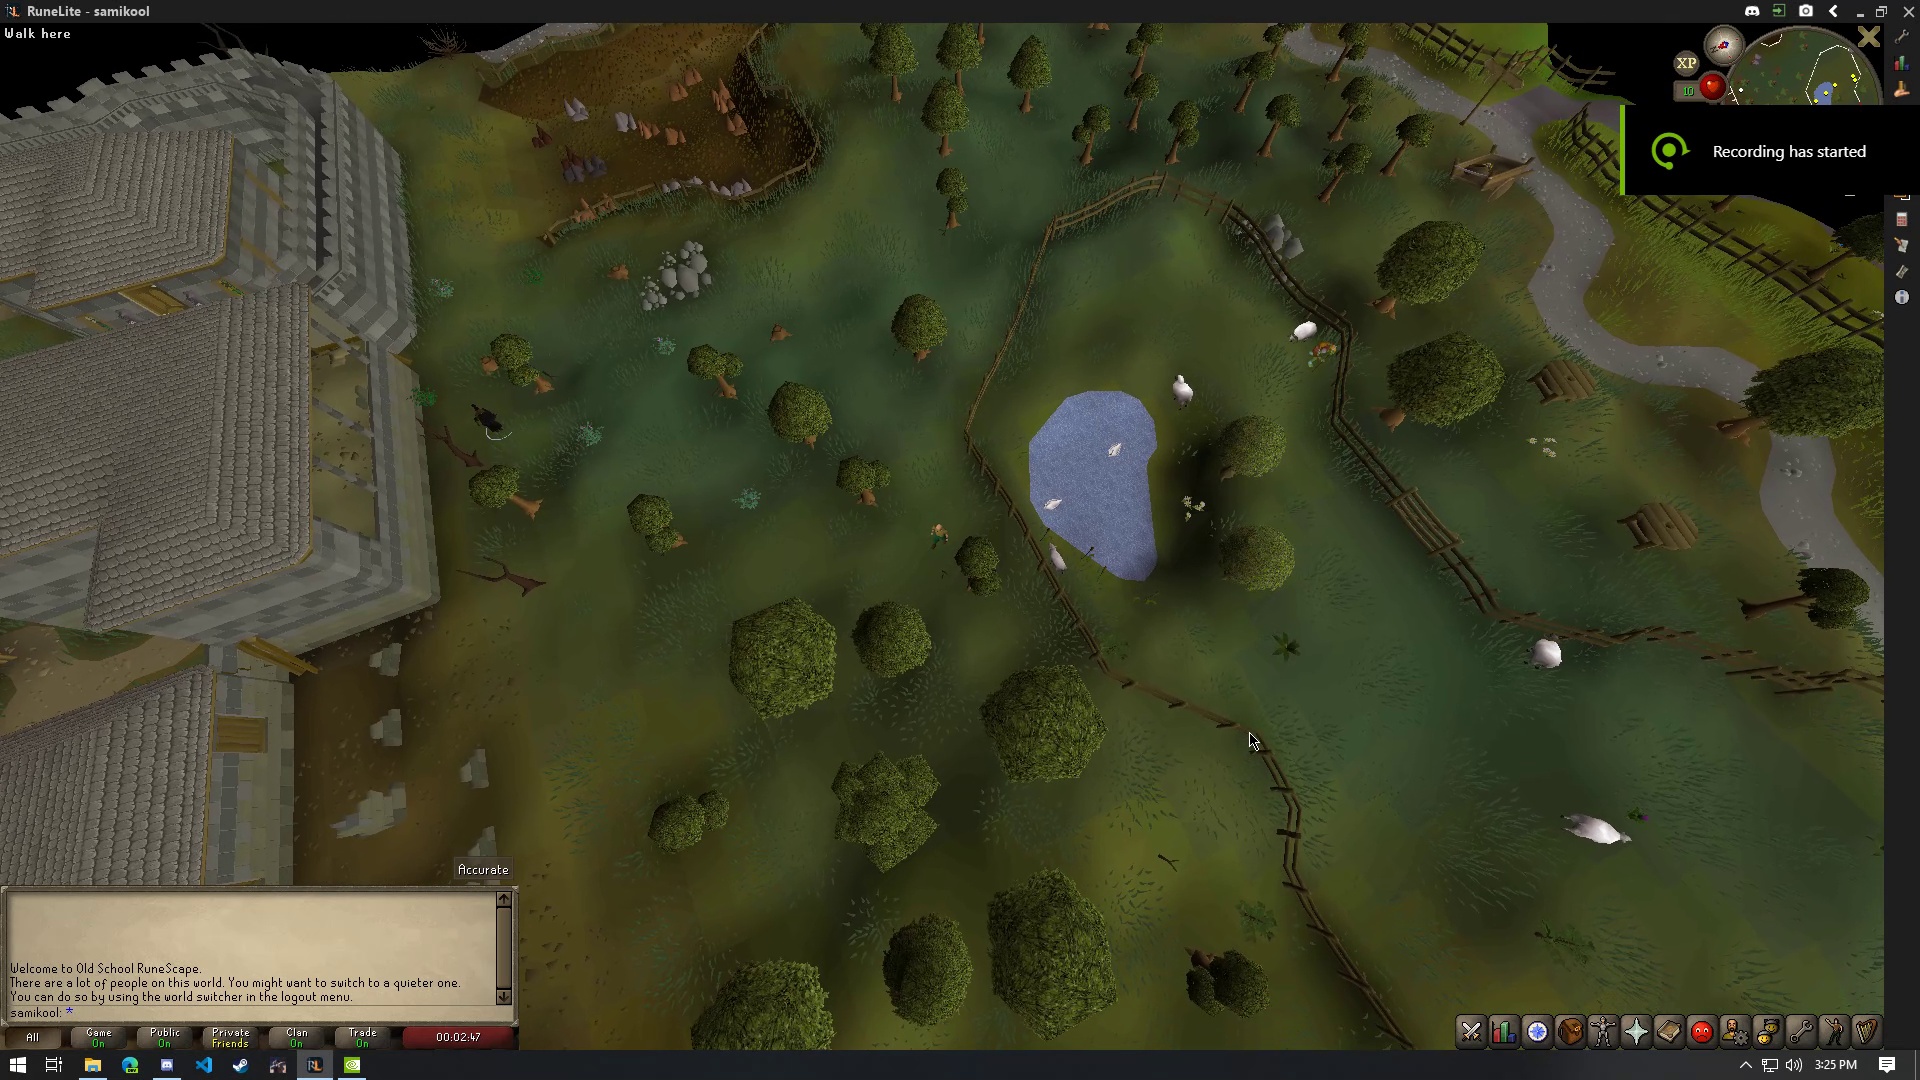 RuneLite - samikool
Walk here
XP
10
Recording has started
Accurate
Welcome to Old School RuneScape.
There are a lot of people on this world. You might want to switch to a quieter one.
You can do so by using the world switcher in the logout menu.
samikool: *
All
Game
On
Public
On
Private
Friends
Clan
On
Trade
On
00:02:47
3:25 PM